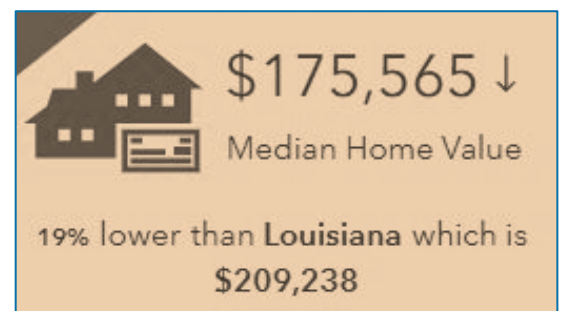 $175,565 ↓
Median Home Value
19% lower than Louisiana which is
$209,238